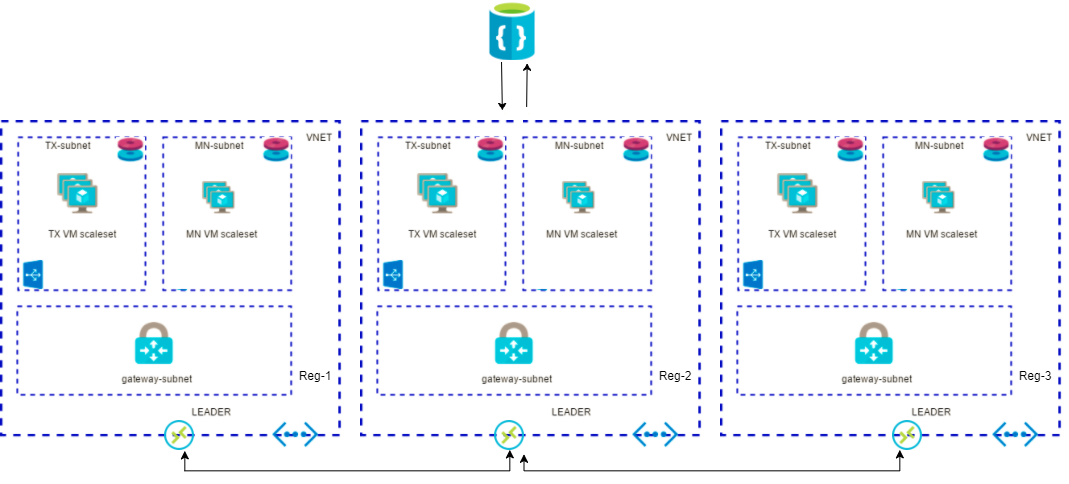 { }
VNET
TX-subnet
MN-subnet
TX VM scaleset
MN VM scaleset
gateway-subnet
Reg-1
LEADER
VNET
TX-subnet
MN-subnet
TX VM scaleset
MN VM scaleset
gateway-subnet
Reg-2
LEADER
VNET
TX-subnet
MN-subnet
TX VM scaleset
MN VM scaleset
gateway-subnet
Reg-3
LEADER